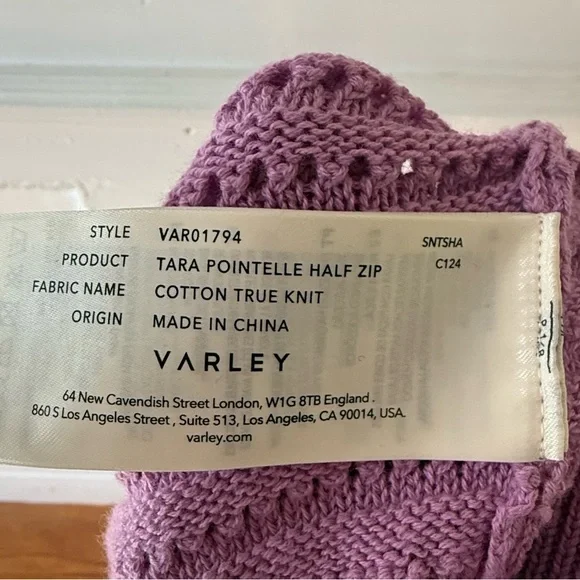 STYLE VAR01794 SNTSHA
PRODUCT TARA POINTELLE HALF ZIP C124
FABRIC NAME COTTON TRUE KNIT
ORIGIN MADE IN CHINA
VARLEY
64 New Cavendish Street London, W1G 8TB England .
860 S Los Angeles Street , Suite 513, Los Angeles, CA 90014, USA.
varley.com